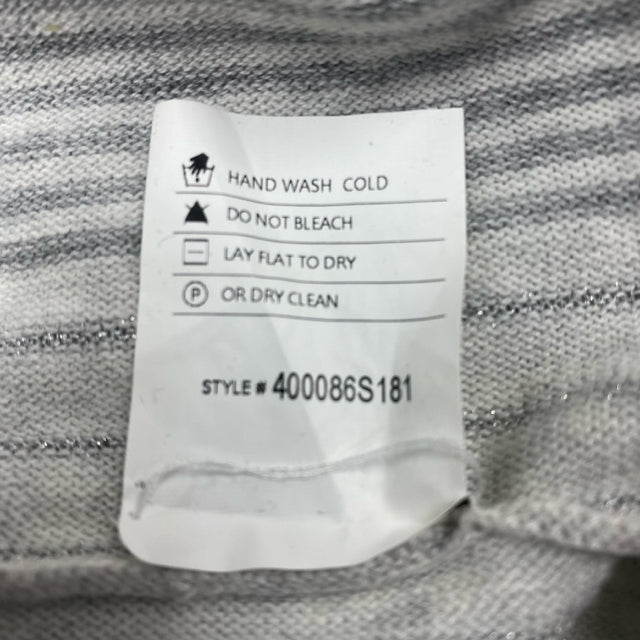 HAND WASH COLD
DO NOT BLEACH
LAY FLAT TO DRY
P OR DRY CLEAN
STYLE # 400086S181